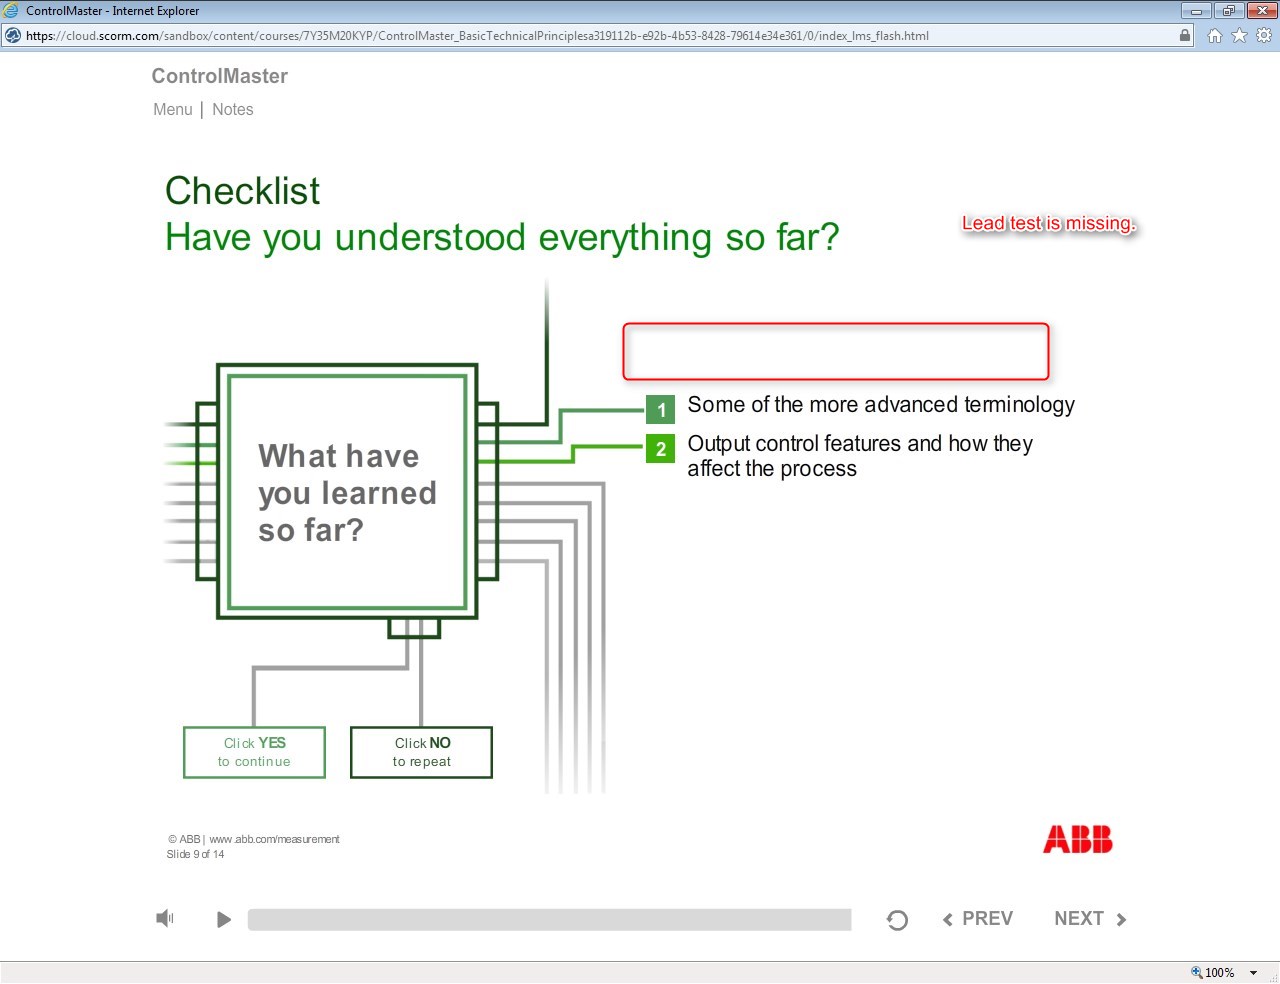 ControlMaster - Internet Explorer
https://cloud.scorm.com/sandbox/content/courses/7Y35M20KYP/ControlMaster_BasicTechnicalPrinciplesa319112b-e92b-4b53-8428-79614e34e361/0/index_lms_flash.html
ControlMaster
Menu | Notes
Checklist
Have you understood everything so far?
Lead test is missing.
What have
you learned
so far?
1 Some of the more advanced terminology
2 Output control features and how they
affect the process
Click YES
to continue
Click NO
to repeat
© ABB | www.abb.com/measurement
Slide 9 of 14
ABB
PREV NEXT
100%